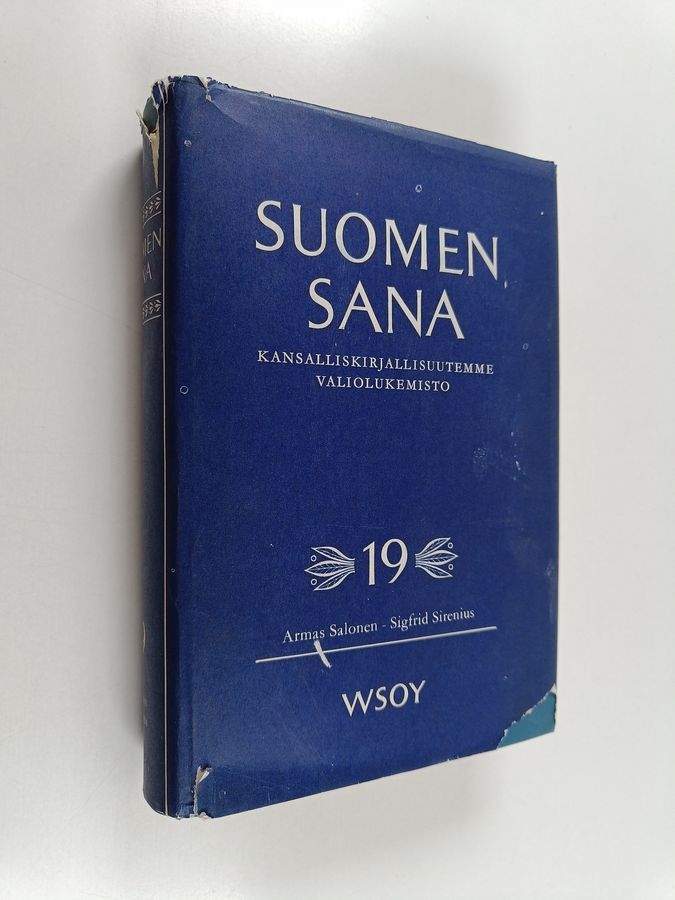 SUOMEN
SANA
KANSALLISKIRJALLISUUTEMME
VALIOLUKEMISTO
19
Armas Salonen - Sigfrid Sirenius
WSOY